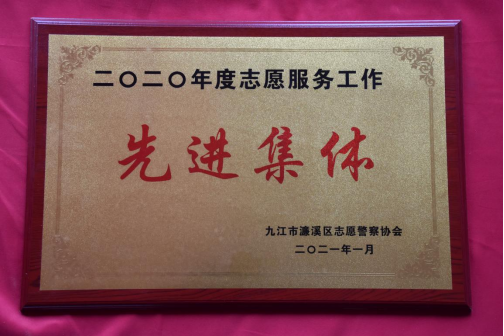 二〇二〇年度志愿服务工作
先进集体
九江市濂溪区志愿警察协会
二〇二一年一月